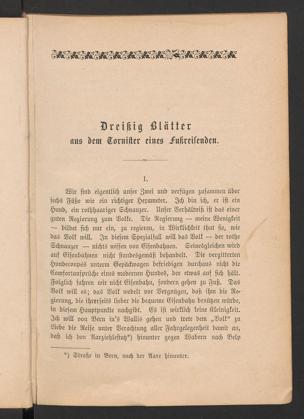 Dreißig Blätter
aus dem Tornister eines Fußreisenden.
I.
Wir sind eigentlich unser Zwei und verfügen zusammen über
sechs Füße wie ein richtiger Hexameter. Ich bin ich, er ist ein
Hund, ein rothhaariger Schnauzer. Unser Verhältniß ist das einer
guten Regierung zum Volke. Die Regierung — meine Wenigkeit
— bildet sich nur ein, zu regieren, in Wirklichkeit thut sie, was
das Volk will. In diesem Spezialfall will das Volk — der rothe
Schnauzer — nichts wissen von Eisenbahnen. Seinesgleichen wird
auf Eisenbahnen nicht standesgemäß behandelt. Die vergitterten
Hundecoupés unterm Gepäckwagen befriedigen durchaus nicht die
Comfortansprüche eines modernen Hundes, der etwas auf sich hält.
Folglich fahren wir nicht Eisenbahn, sondern gehen zu Fuß. Das
Volk will es; das Volk wedelt vor Vergnügen, daß ihm die Re-
gierung, die ihrerseits lieber die bequeme Eisenbahn benützen würde,
in diesem Hauptpunkte nachgibt. Es ist wirklich keine Kleinigkeit.
Ich will von Bern in's Wallis gehen und wete dem „Volk" zu
Liebe die Reise unter Verachtung aller Fahrgelegenheit damit an,
daß ich den Aargiehlestutz*) hinunter gegen Wabern nach Belp
*) Straße in Bern, nach der Aare hinunter.